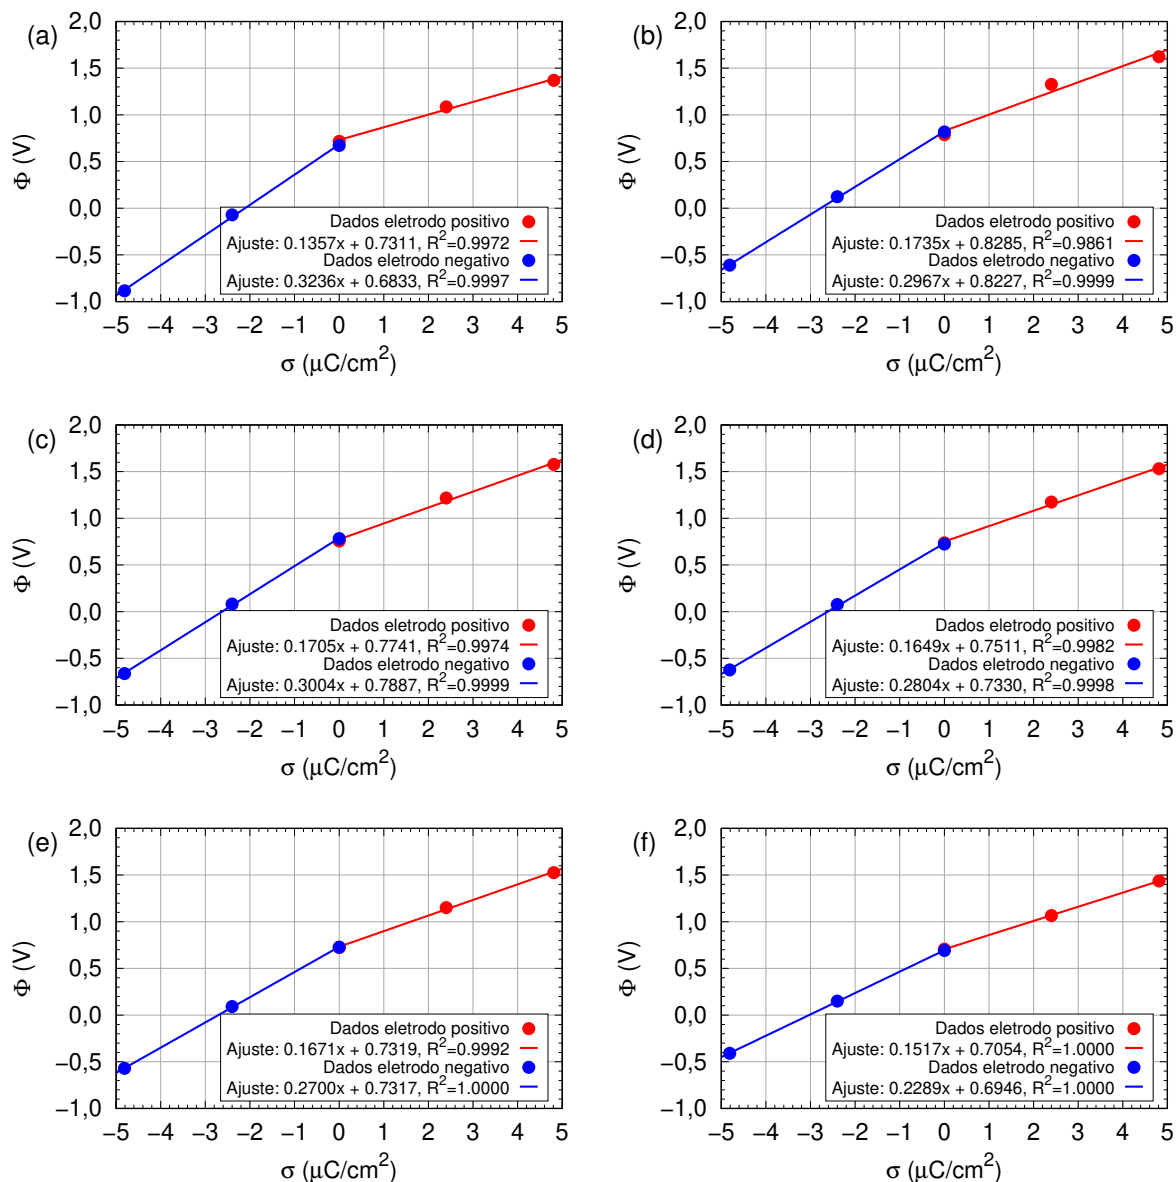 (a)
2,0
1,5
1,0
0,5
0,0
−0,5
−1,0
Φ (V)
Dados eletrodo positivo
Ajuste: 0.1357x + 0.7311, R²=0.9972
Dados eletrodo negativo
Ajuste: 0.3236x + 0.6833, R²=0.9997
−5 −4 −3 −2 −1 0 1 2 3 4 5
σ (μC/cm²)
(b)
2,0
1,5
1,0
0,5
0,0
−0,5
−1,0
Φ (V)
Dados eletrodo positivo
Ajuste: 0.1735x + 0.8285, R²=0.9861
Dados eletrodo negativo
Ajuste: 0.2967x + 0.8227, R²=0.9999
−5 −4 −3 −2 −1 0 1 2 3 4 5
σ (μC/cm²)
(c)
2,0
1,5
1,0
0,5
0,0
−0,5
−1,0
Φ (V)
Dados eletrodo positivo
Ajuste: 0.1705x + 0.7741, R²=0.9974
Dados eletrodo negativo
Ajuste: 0.3004x + 0.7887, R²=0.9999
−5 −4 −3 −2 −1 0 1 2 3 4 5
σ (μC/cm²)
(d)
2,0
1,5
1,0
0,5
0,0
−0,5
−1,0
Φ (V)
Dados eletrodo positivo
Ajuste: 0.1649x + 0.7511, R²=0.9982
Dados eletrodo negativo
Ajuste: 0.2804x + 0.7330, R²=0.9998
−5 −4 −3 −2 −1 0 1 2 3 4 5
σ (μC/cm²)
(e)
2,0
1,5
1,0
0,5
0,0
−0,5
−1,0
Φ (V)
Dados eletrodo positivo
Ajuste: 0.1671x + 0.7319, R²=0.9992
Dados eletrodo negativo
Ajuste: 0.2700x + 0.7317, R²=1.0000
−5 −4 −3 −2 −1 0 1 2 3 4 5
σ (μC/cm²)
(f)
2,0
1,5
1,0
0,5
0,0
−0,5
−1,0
Φ (V)
Dados eletrodo positivo
Ajuste: 0.1517x + 0.7054, R²=1.0000
Dados eletrodo negativo
Ajuste: 0.2289x + 0.6946, R²=1.0000
−5 −4 −3 −2 −1 0 1 2 3 4 5
σ (μC/cm²)